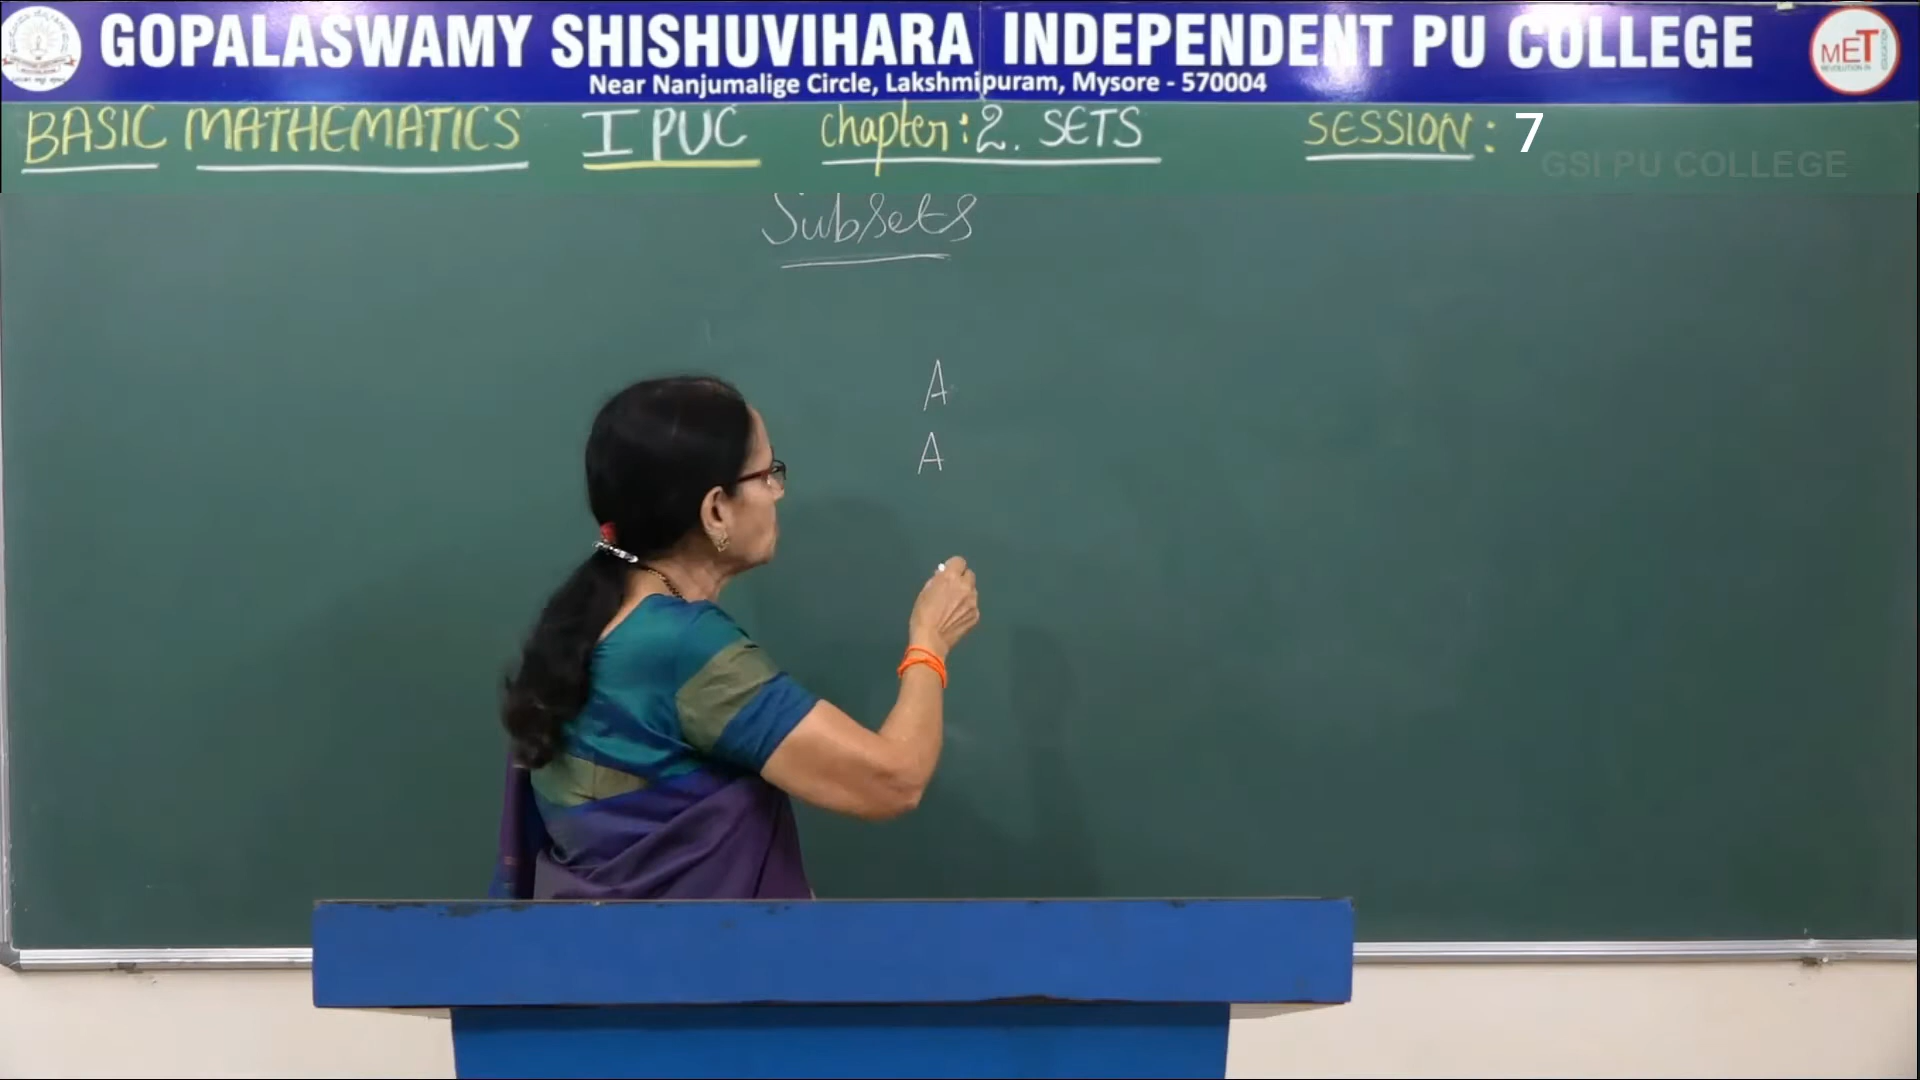 GOPALASWAMY SHISHUVIHARA INDEPENDENT PU COLLEGE
Near Nanjumalige Circle, Lakshmipuram, Mysore - 570004
MET
BASIC MATHEMATICS I PUC chapter: 2. SETS SESSION: 7
GSI PU COLLEGE
Subsets
A
A